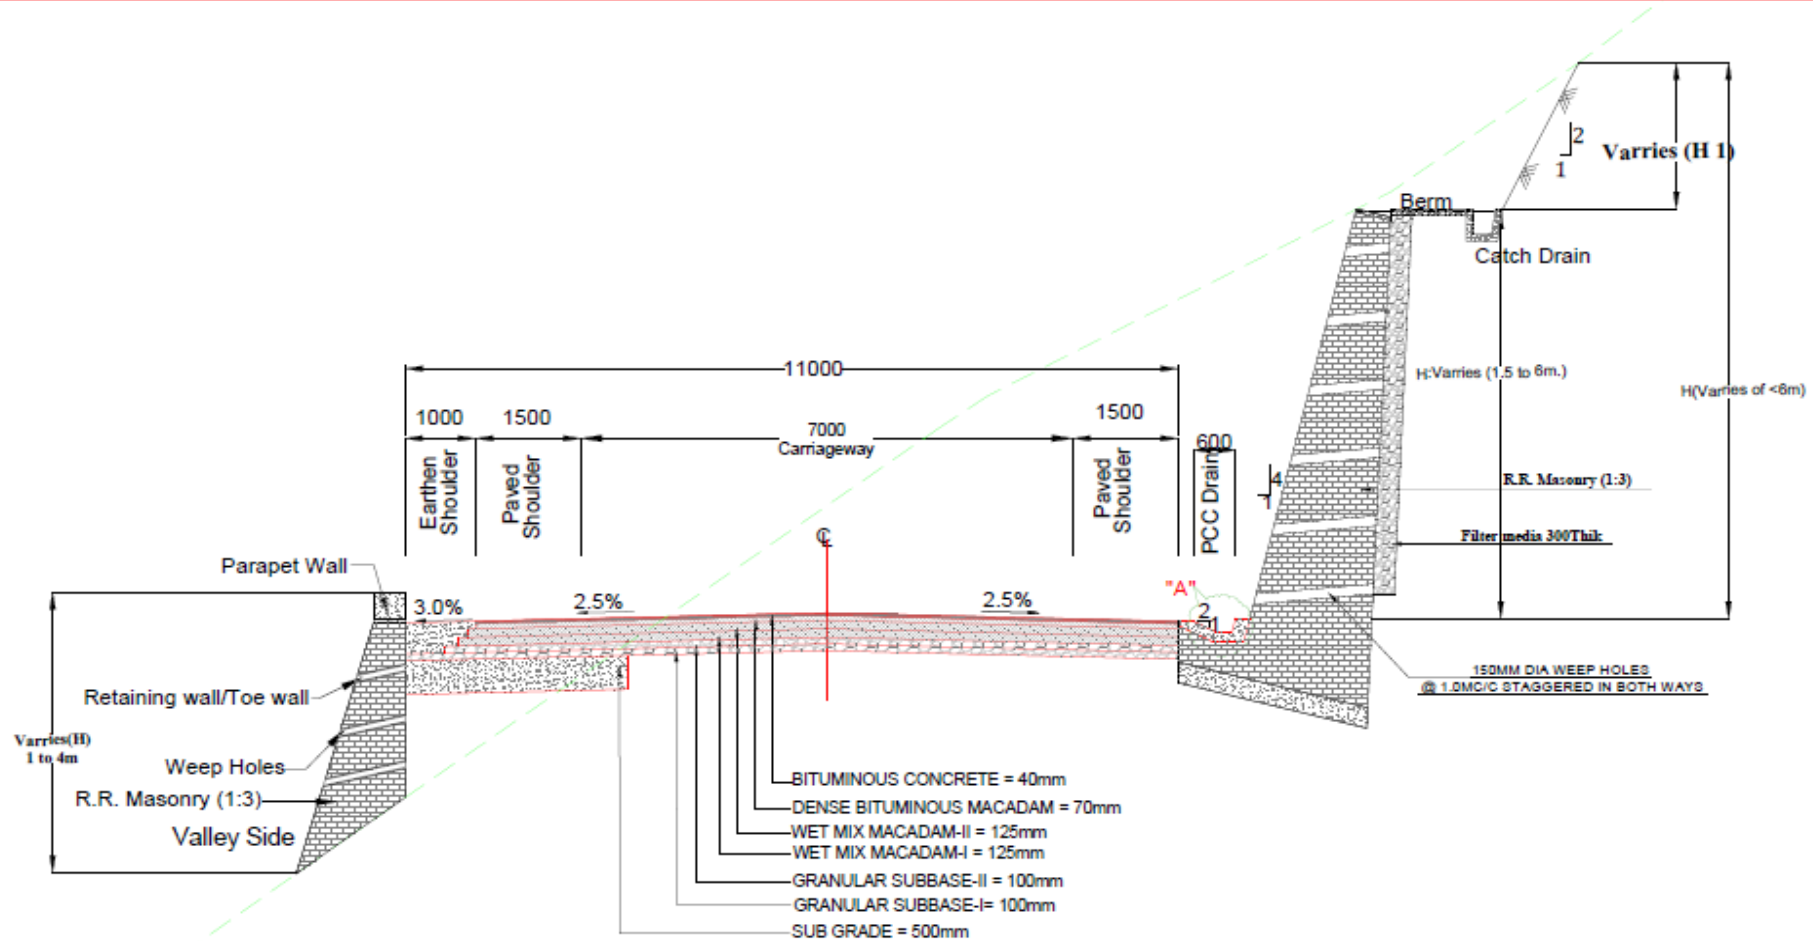 2
1
Varries (H 1)
Berm
Catch Drain
11000
H:Varries (1.5 to 6m.)
H(Varries of <6m)
1000
1500
7000
Carriageway
1500
600
Earthen
Shoulder
Paved
Shoulder
Paved
Shoulder
PCC Drain
4
1
R.R. Masonry (1:3)
Filter media 300Thik
℄
Parapet Wall
"A"
3.0%
2.5%
2.5%
2
1
150MM DIA WEEP HOLES
@ 1.0MC/C STAGGERED IN BOTH WAYS
Retaining wall/Toe wall
Varries(H)
1 to 4m
Weep Holes
R.R. Masonry (1:3)
Valley Side
BITUMINOUS CONCRETE = 40mm
DENSE BITUMINOUS MACADAM = 70mm
WET MIX MACADAM-II = 125mm
WET MIX MACADAM-I = 125mm
GRANULAR SUBBASE-II = 100mm
GRANULAR SUBBASE-I= 100mm
SUB GRADE = 500mm